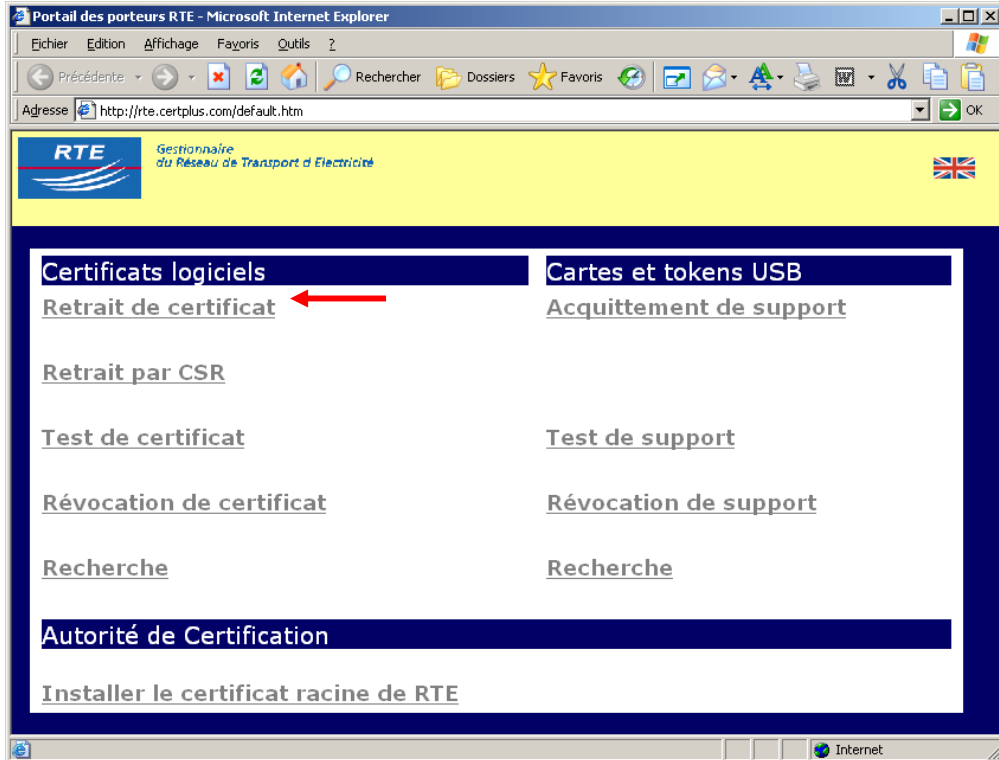 Portail des porteurs RTE - Microsoft Internet Explorer
Fichier Edition Affichage Favoris Outils ?
Précédente Rechercher Dossiers Favoris
Adresse http://rte.certplus.com/default.htm OK
RTE
Gestionnaire
du Réseau de Transport d Electricité
Certificats logiciels
Cartes et tokens USB
Retrait de certificat
Acquittement de support
Retrait par CSR
Test de certificat
Test de support
Révocation de certificat
Révocation de support
Recherche
Recherche
Autorité de Certification
Installer le certificat racine de RTE
Internet